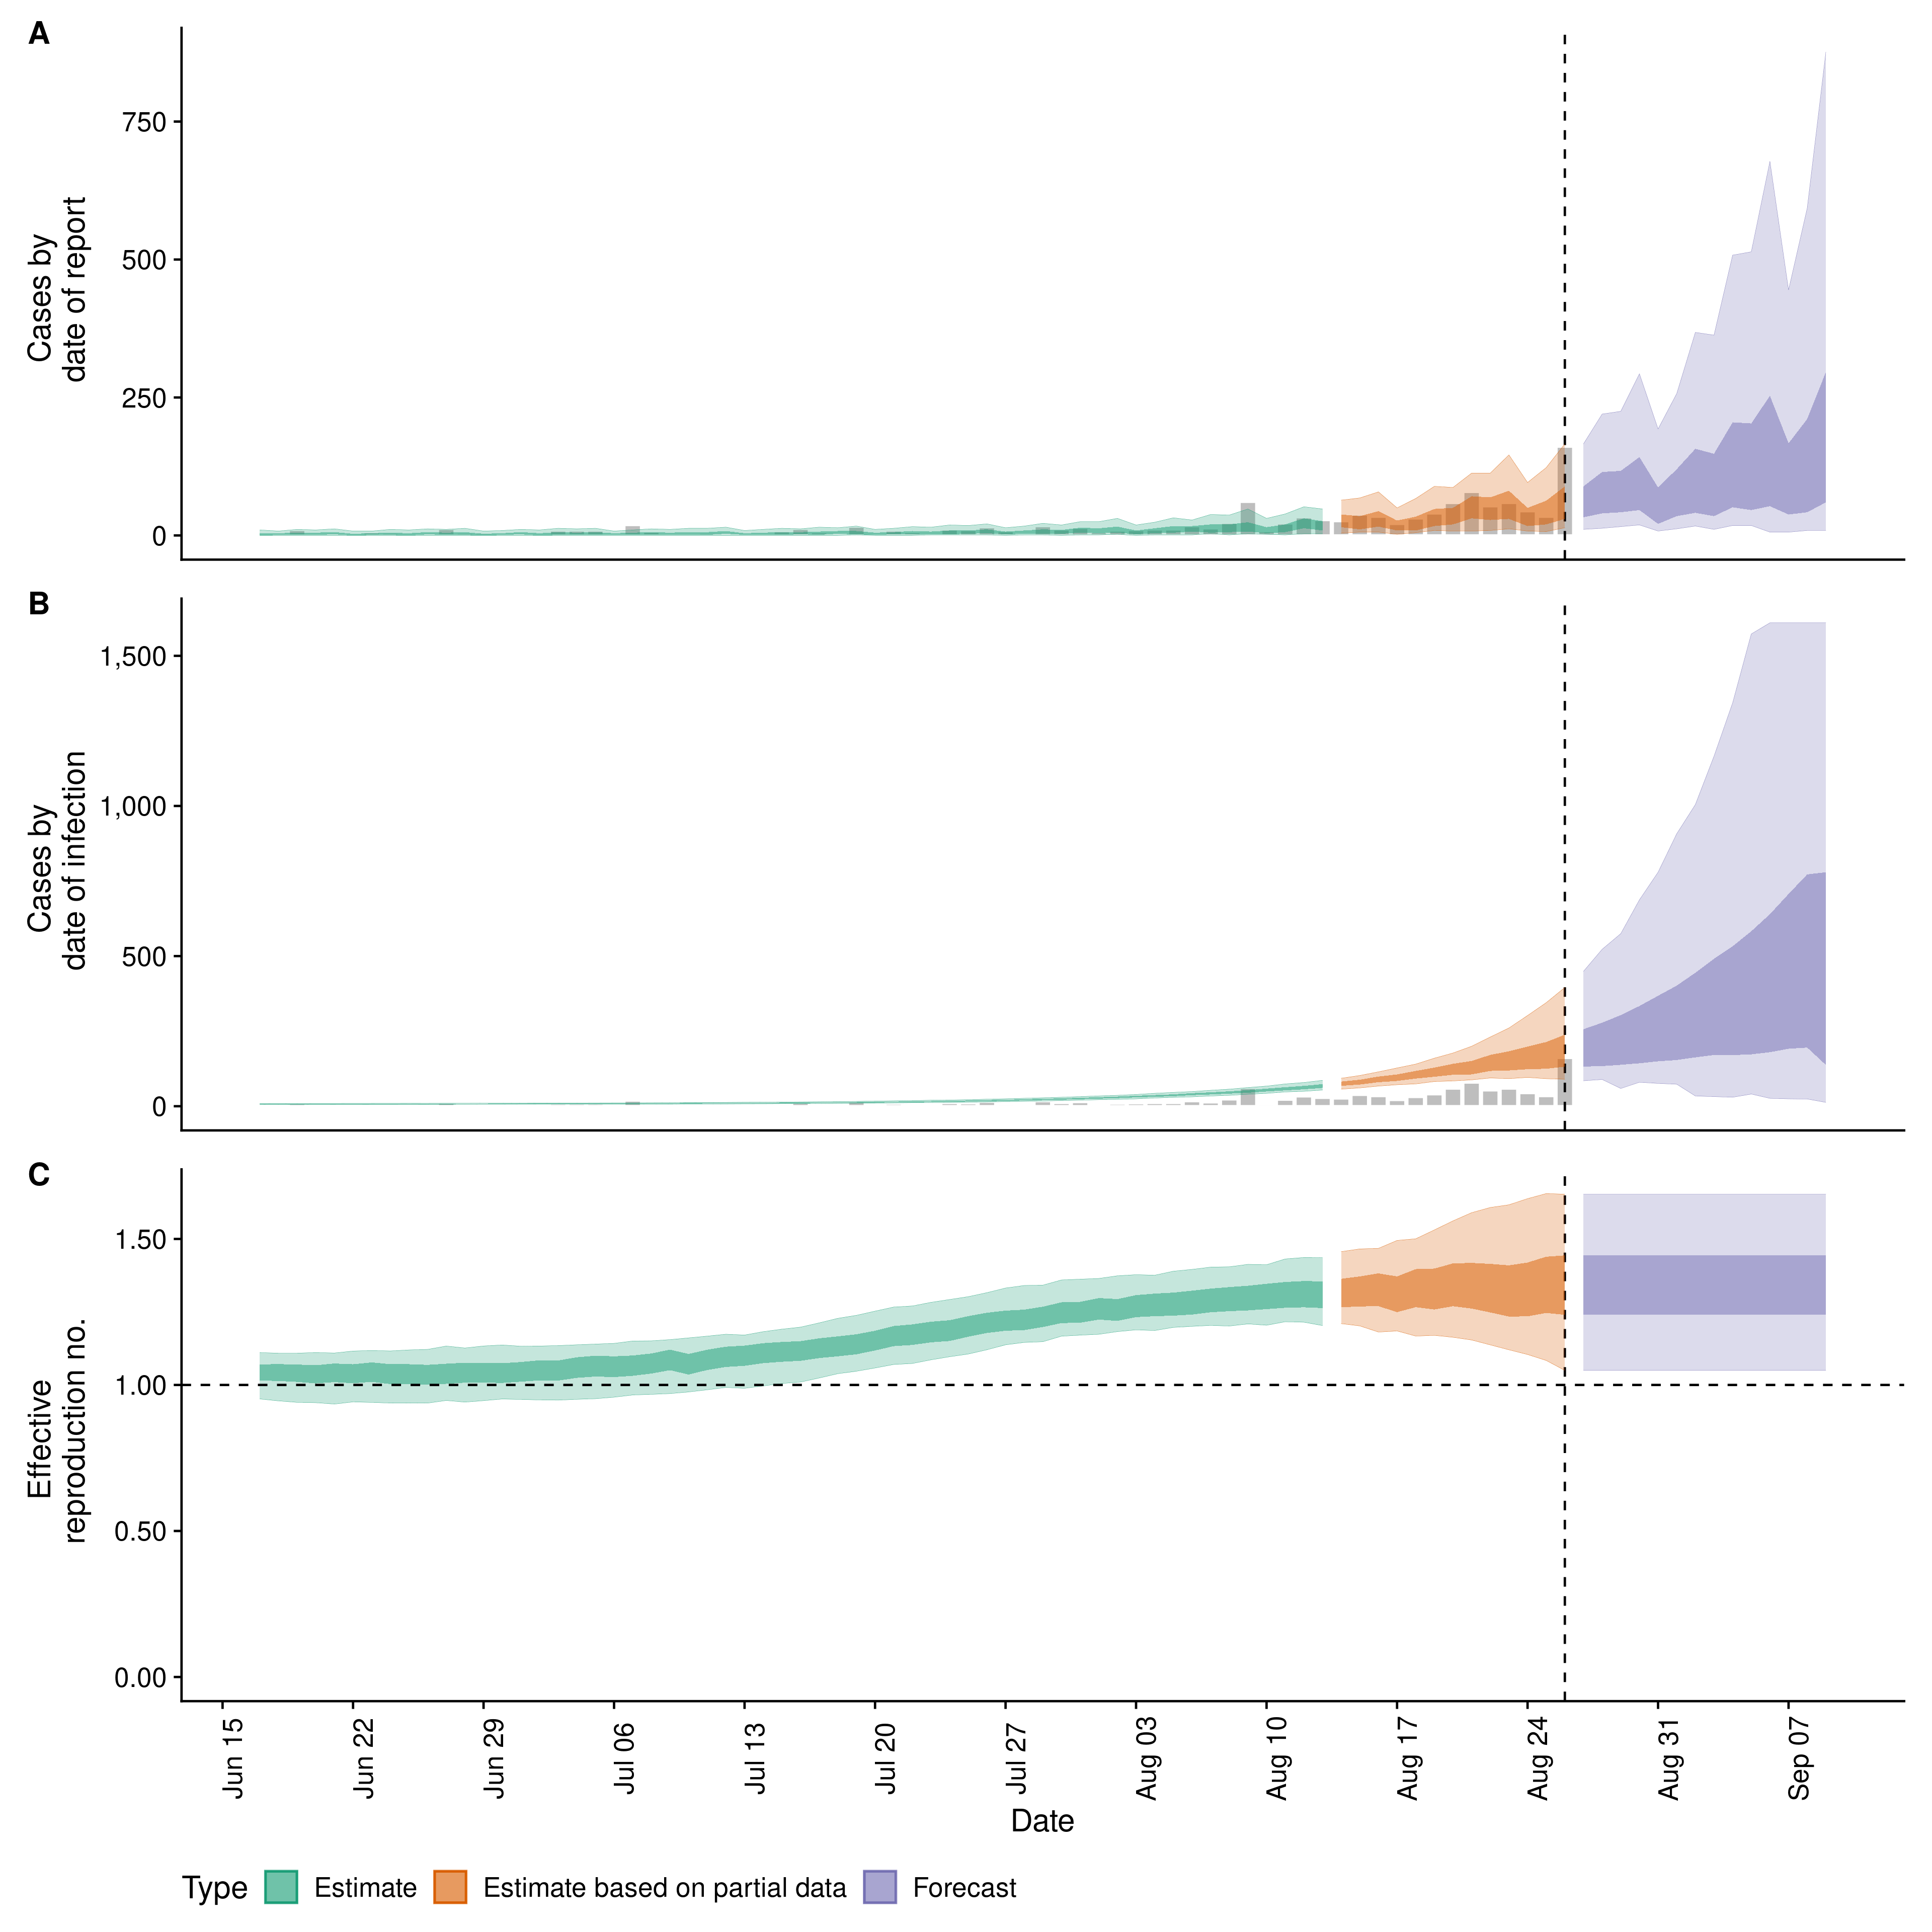 A
Cases by
date of report
750
500
250
0
B
Cases by
date of infection
1,500
1,000
500
0
C
Effective
reproduction no.
1.50
1.00
0.50
0.00
Jun 15
Jun 22
Jun 29
Jul 06
Jul 13
Jul 20
Jul 27
Aug 03
Aug 10
Aug 17
Aug 24
Aug 31
Sep 07
Date
Type
Estimate
Estimate based on partial data
Forecast